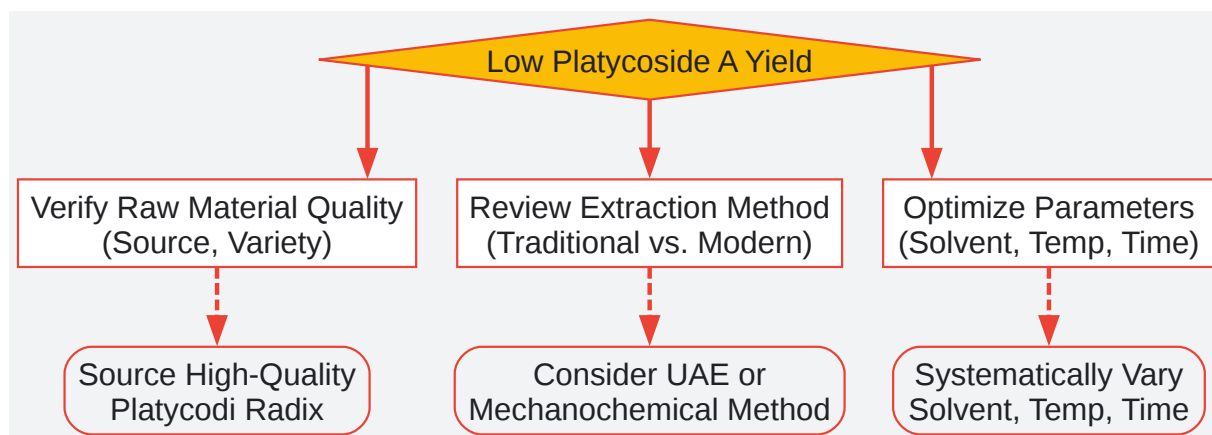 Low Platycoside A Yield
Verify Raw Material Quality
(Source, Variety)
Review Extraction Method
(Traditional vs. Modern)
Optimize Parameters
(Solvent, Temp, Time)
Source High-Quality
Platycodi Radix
Consider UAE or
Mechanochemical Method
Systematically Vary
Solvent, Temp, Time